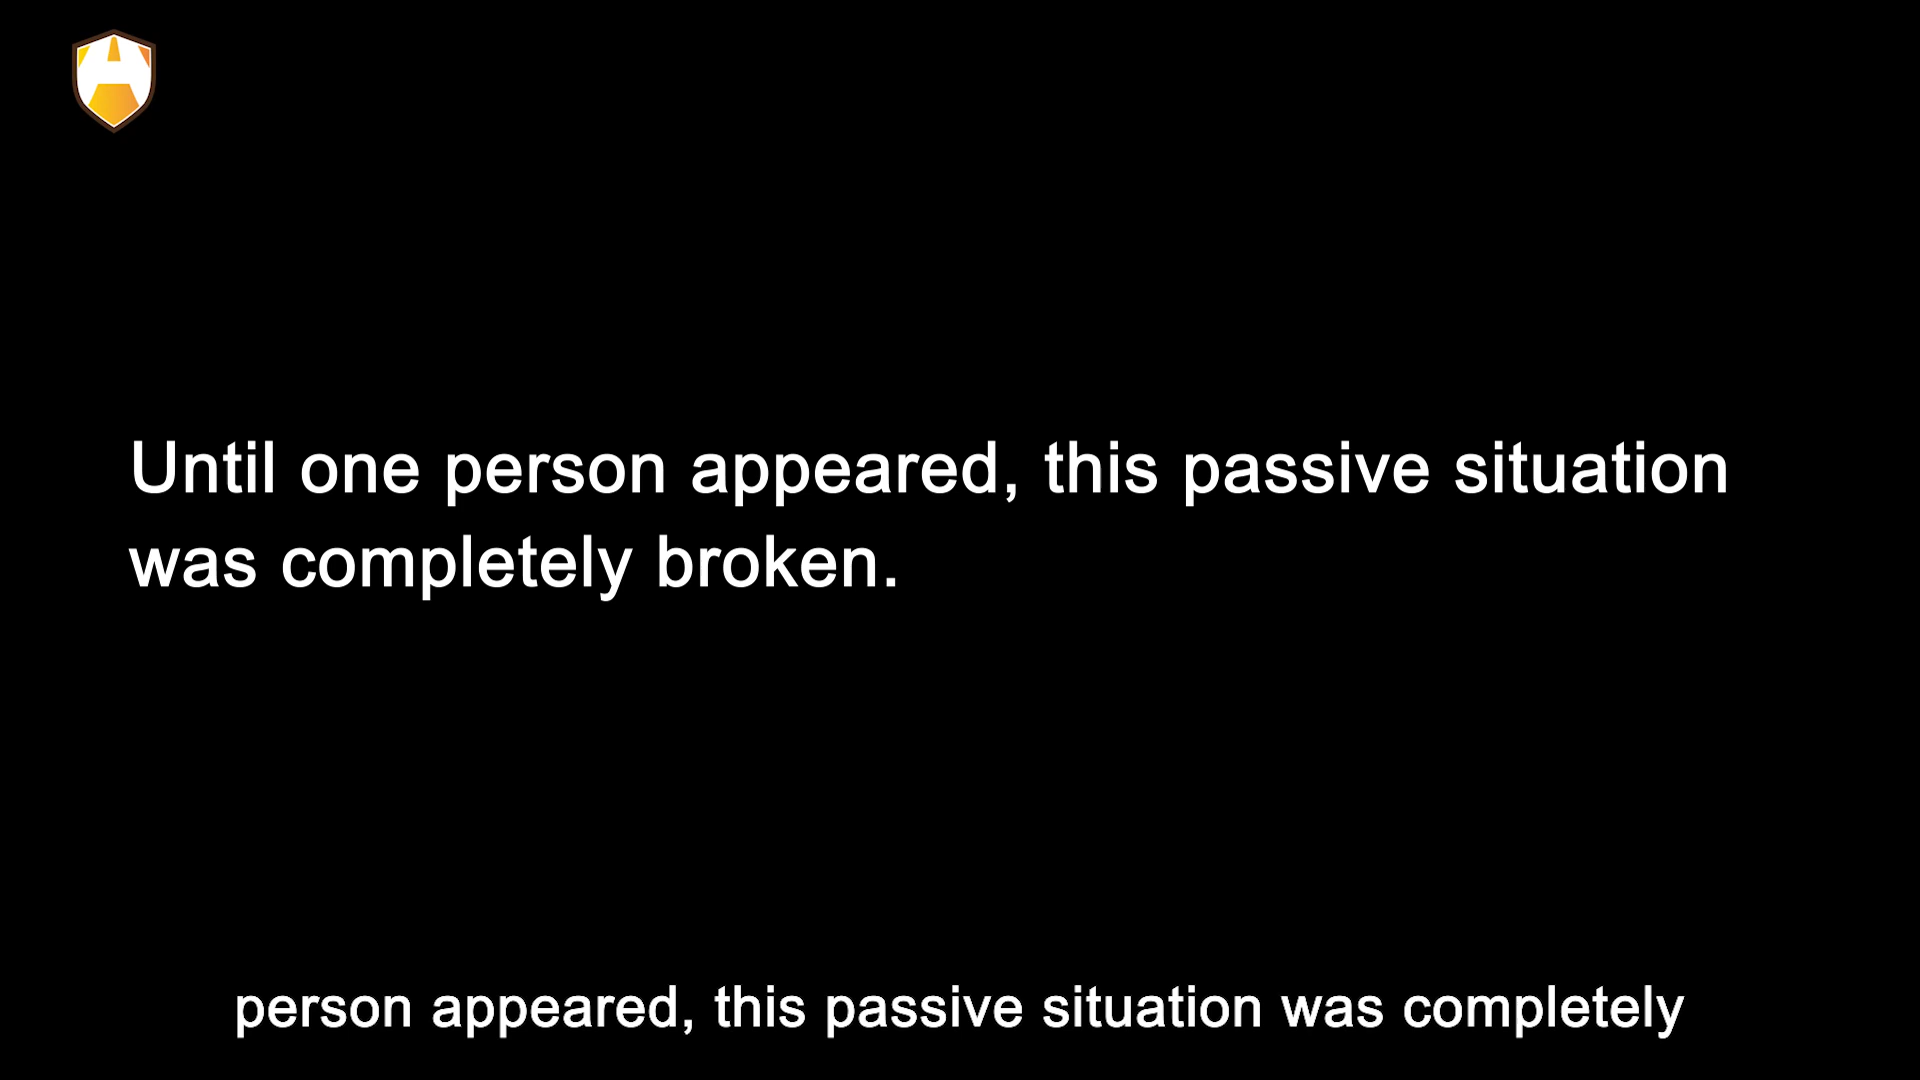 Until one person appeared, this passive situation
was completely broken.
person appeared, this passive situation was completely